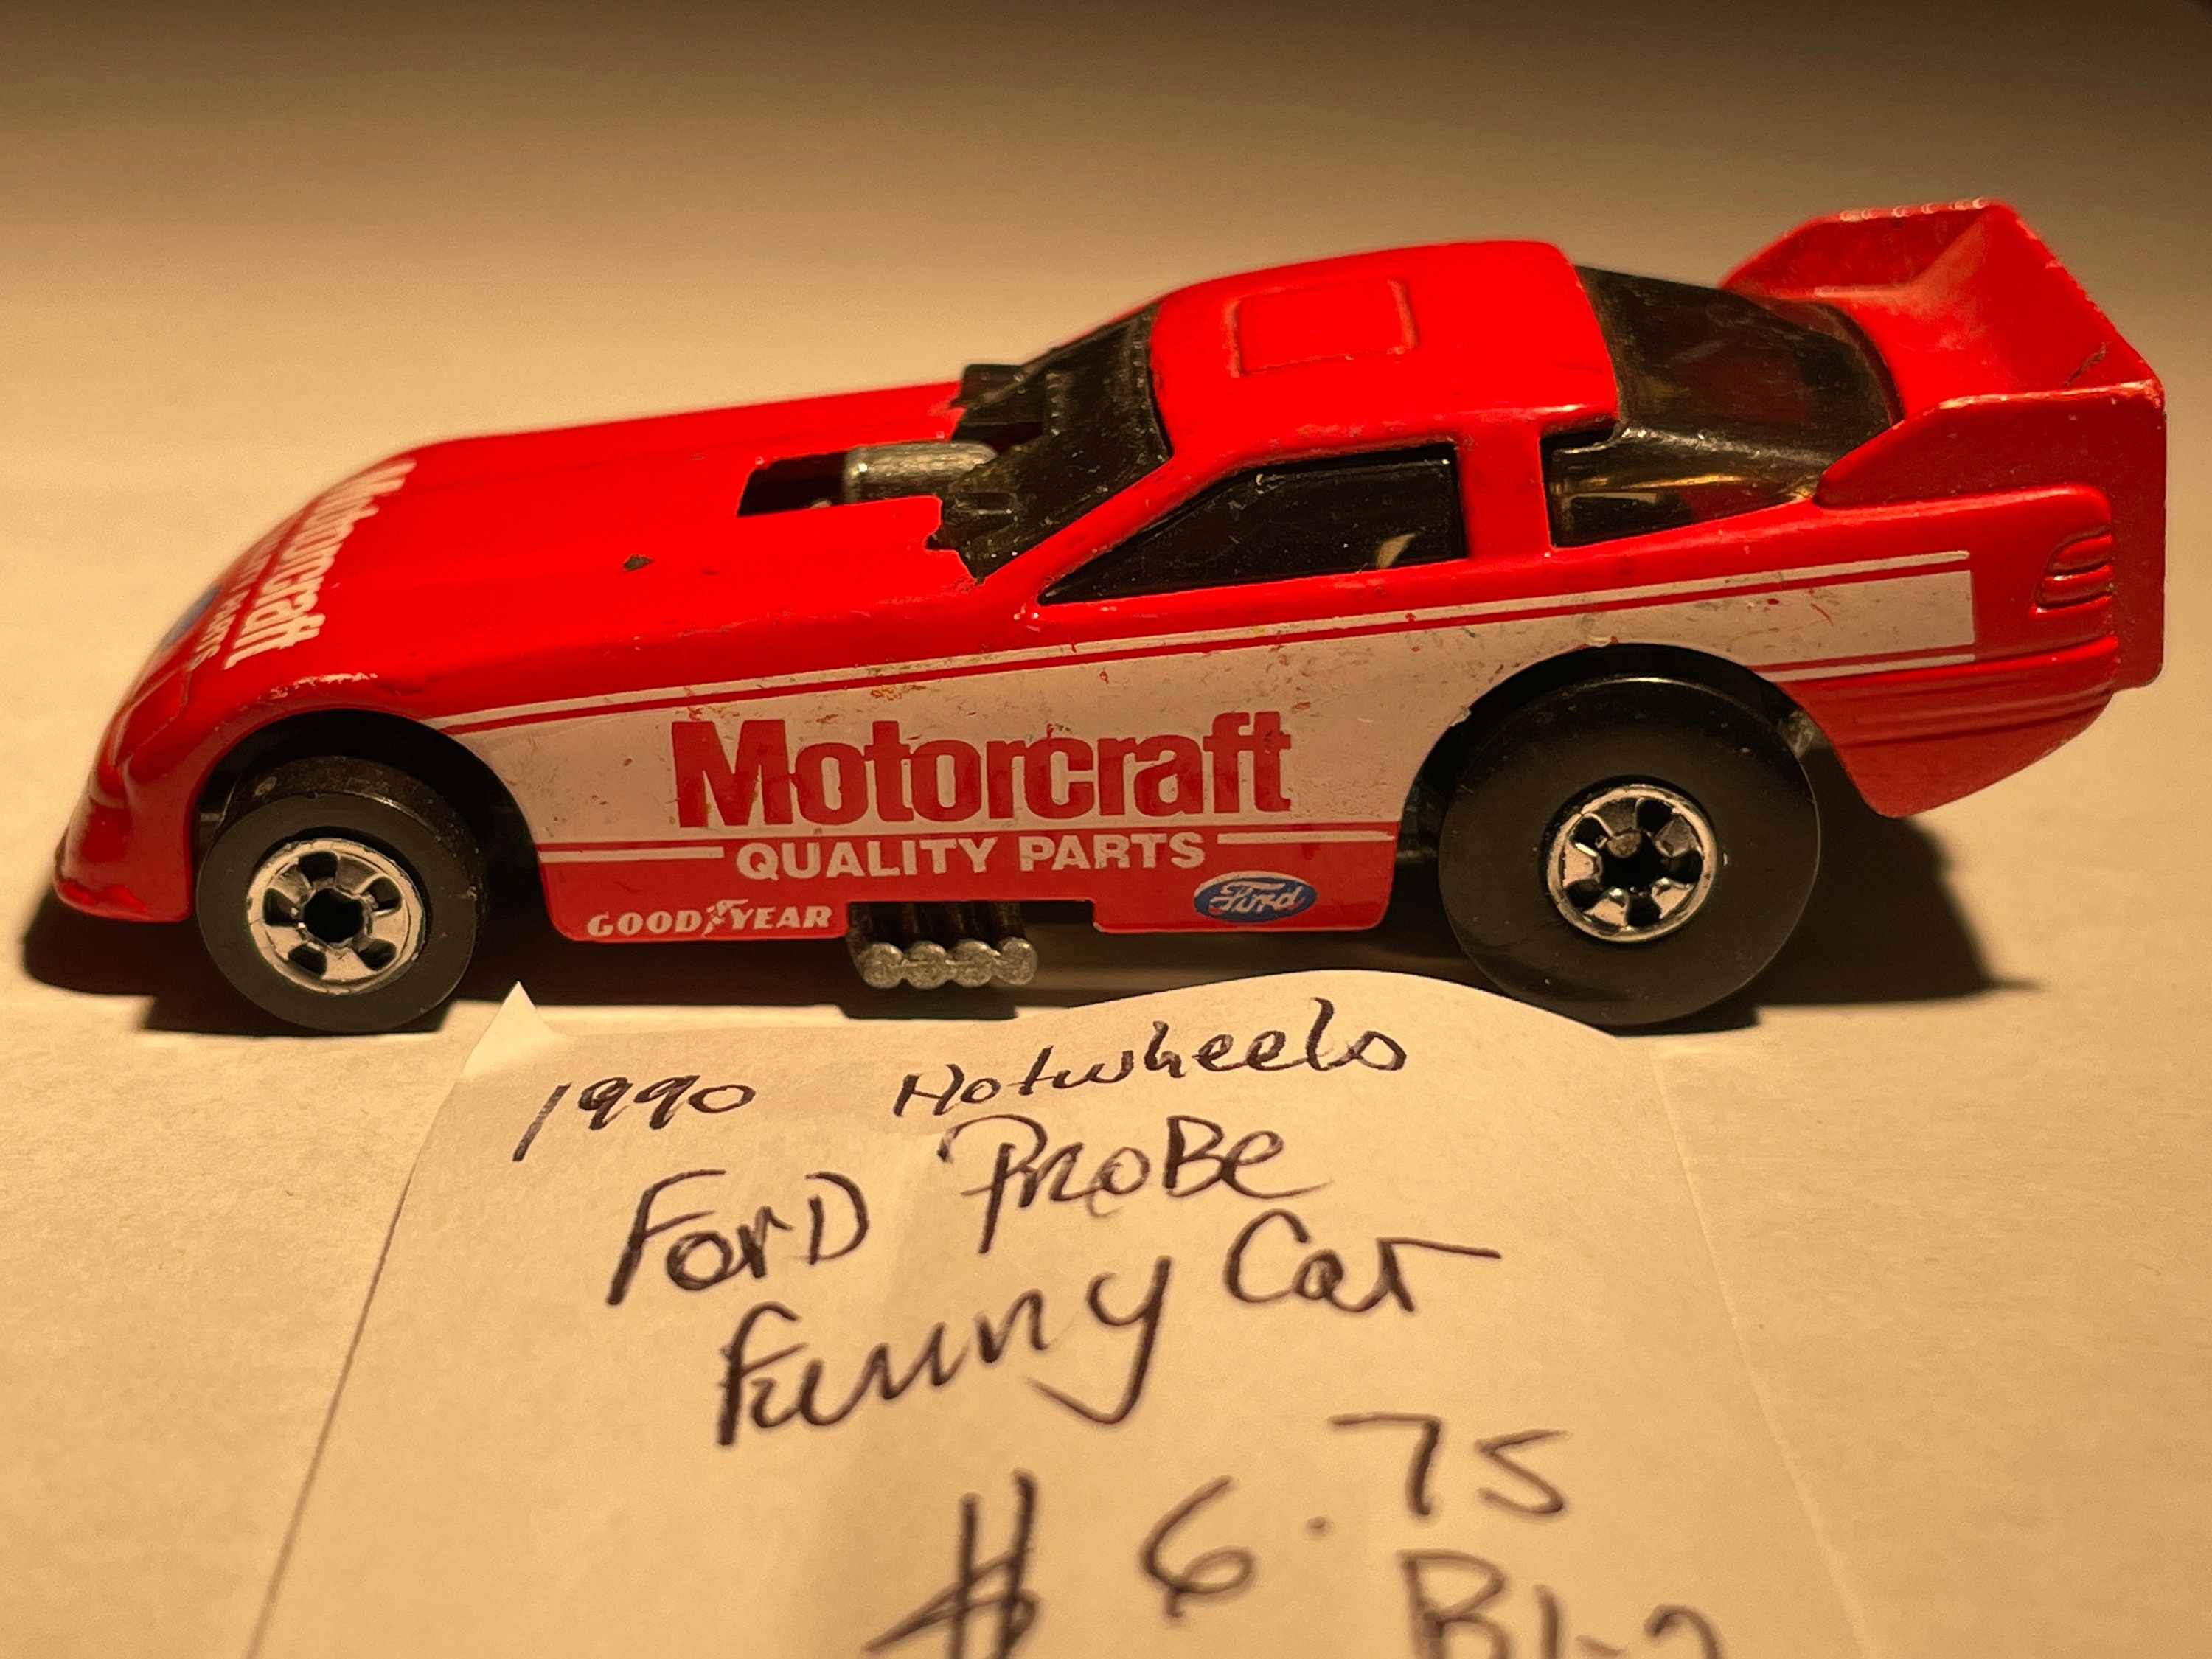 Motorcraft
Motorcraft
QUALITY PARTS
GOODYEAR
Ford
1990 Hotwheels
ForD ProBe
Funny Car
$6.75